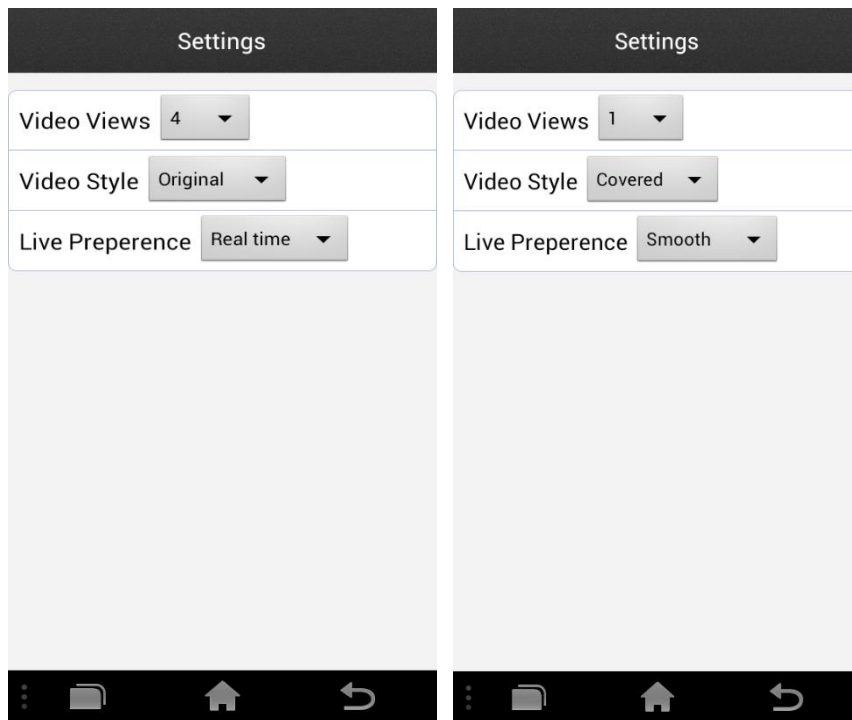 Settings
Video Views 4
Video Style Original
Live Preperence Real time
Settings
Video Views 1
Video Style Covered
Live Preperence Smooth